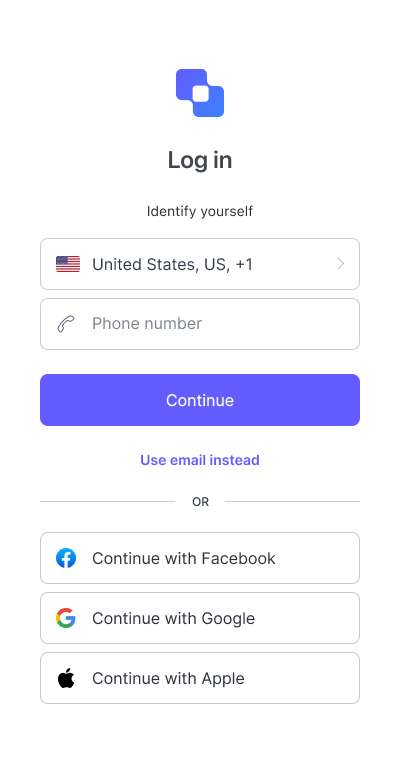 Log in
Identify yourself
United States, US, +1
Phone number
Continue
Use email instead
OR
Continue with Facebook
Continue with Google
Continue with Apple